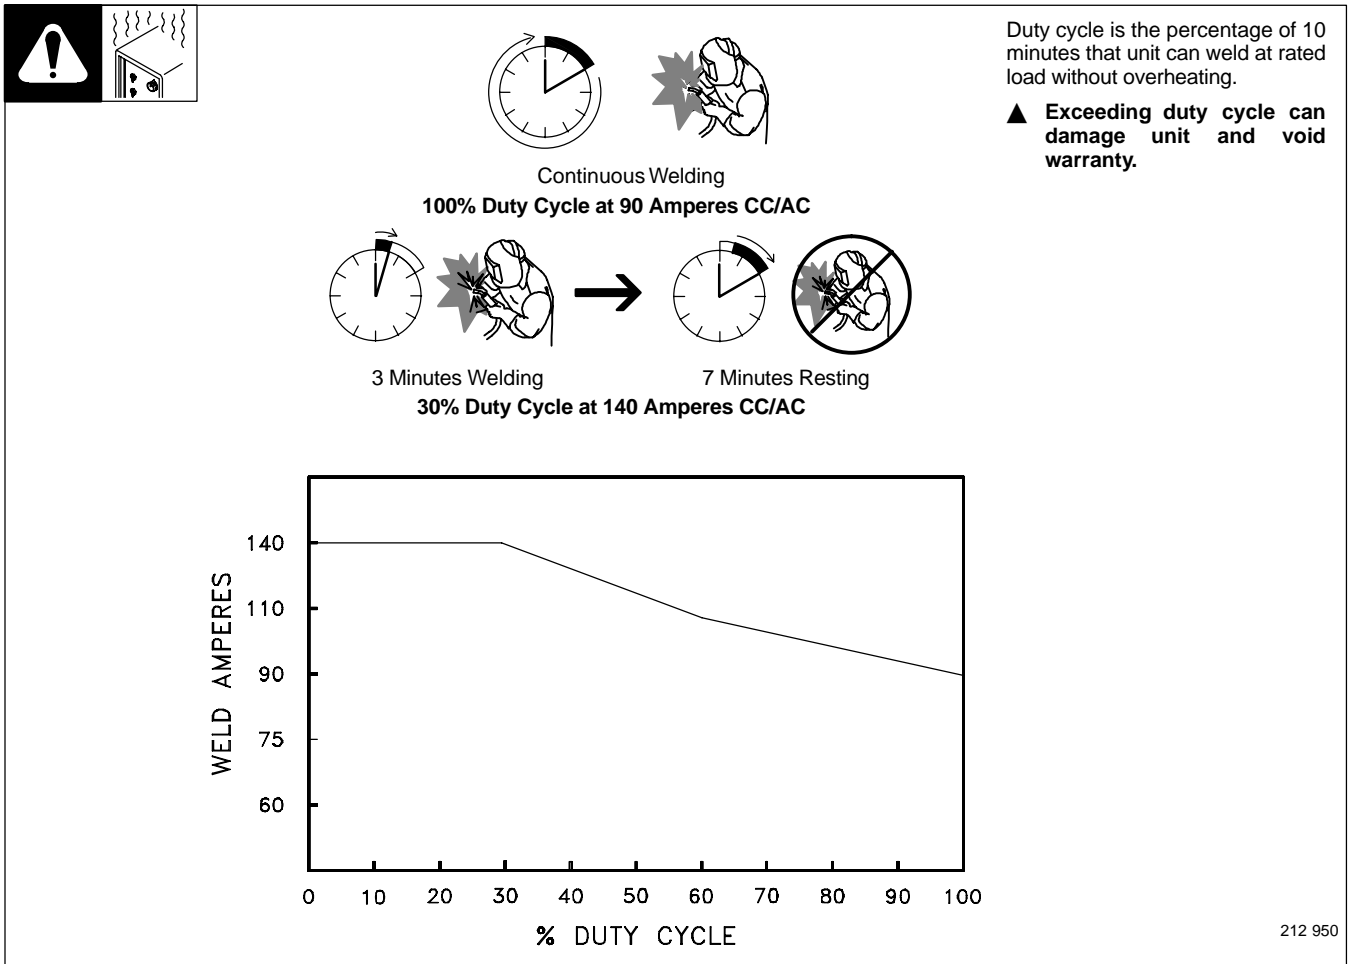 Duty cycle is the percentage of 10
minutes that unit can weld at rated
load without overheating.
Exceeding duty cycle can
damage unit and void
warranty.
Continuous Welding
100% Duty Cycle at 90 Amperes CC/AC
3 Minutes Welding
7 Minutes Resting
30% Duty Cycle at 140 Amperes CC/AC
WELD AMPERES
140
110
90
75
60
0 10 20 30 40 50 60 70 80 90 100
% DUTY CYCLE
212 950